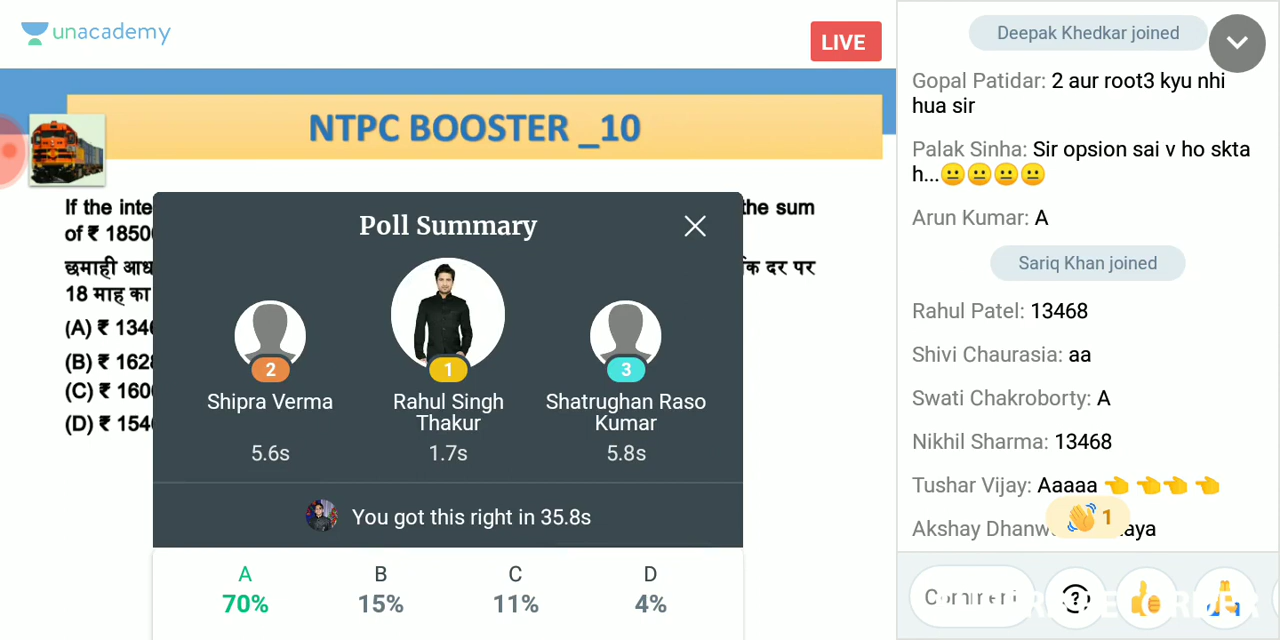 unacademy
LIVE
NTPC BOOSTER _10
If the inte
the sum
of ₹ 1850
छमाही आध
क दर पर
18 माह का
(A) ₹ 134
(B) ₹ 1628
(C) ₹ 160
(D) ₹ 154
Poll Summary
2
1
3
Shipra Verma
Rahul Singh
Thakur
Shatrughan Raso
Kumar
5.6s
1.7s
5.8s
You got this right in 35.8s
A
B
C
D
70%
15%
11%
4%
Deepak Khedkar joined
Gopal Patidar: 2 aur root3 kyu nhi
hua sir
Palak Sinha: Sir opsion sai v ho skta
h...😐😐😐😐
Arun Kumar: A
Sariq Khan joined
Rahul Patel: 13468
Shivi Chaurasia: aa
Swati Chakroborty: A
Nikhil Sharma: 13468
Tushar Vijay: Aaaaa 👈 👈👈 👈
Akshay Dhanw
aya
👋 1
Comment